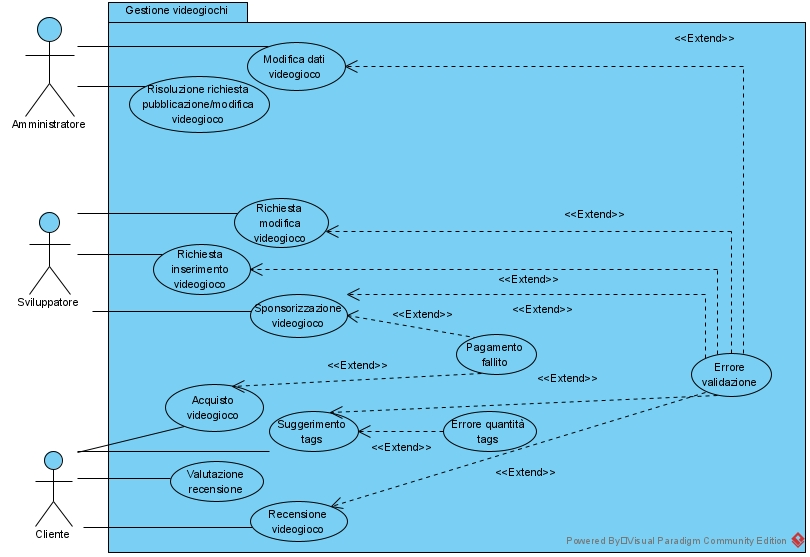 Gestione videogiochi
<<Extend>>
Modifica dati
videogioco
Risoluzione richiesta
pubblicazione/modifica
videogioco
Amministratore
Richiesta
modifica
videogioco
<<Extend>>
Richiesta
inserimento
videogioco
<<Extend>>
Sviluppatore
Sponsorizzazione
videogioco
<<Extend>>
<<Extend>>
Pagamento
fallito
<<Extend>>
Errore
validazione
<<Extend>>
Acquisto
videogioco
Suggerimento
tags
Errore quantità
tags
<<Extend>>
Valutazione
recensione
<<Extend>>
Recensione
videogioco
Cliente
Powered By Visual Paradigm Community Edition